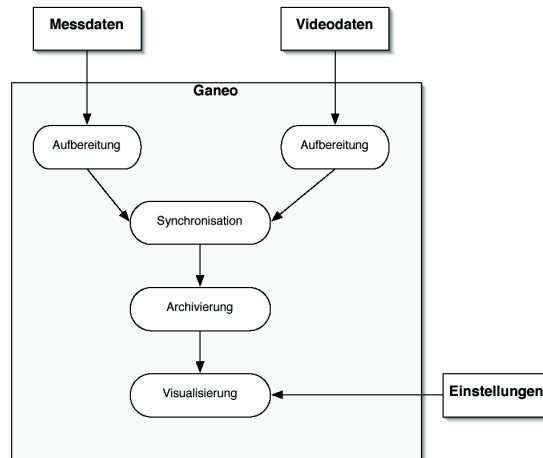 Messdaten
Videodaten
Ganeo
Aufbereitung
Aufbereitung
Synchronisation
Archivierung
Visualisierung
Einstellungen